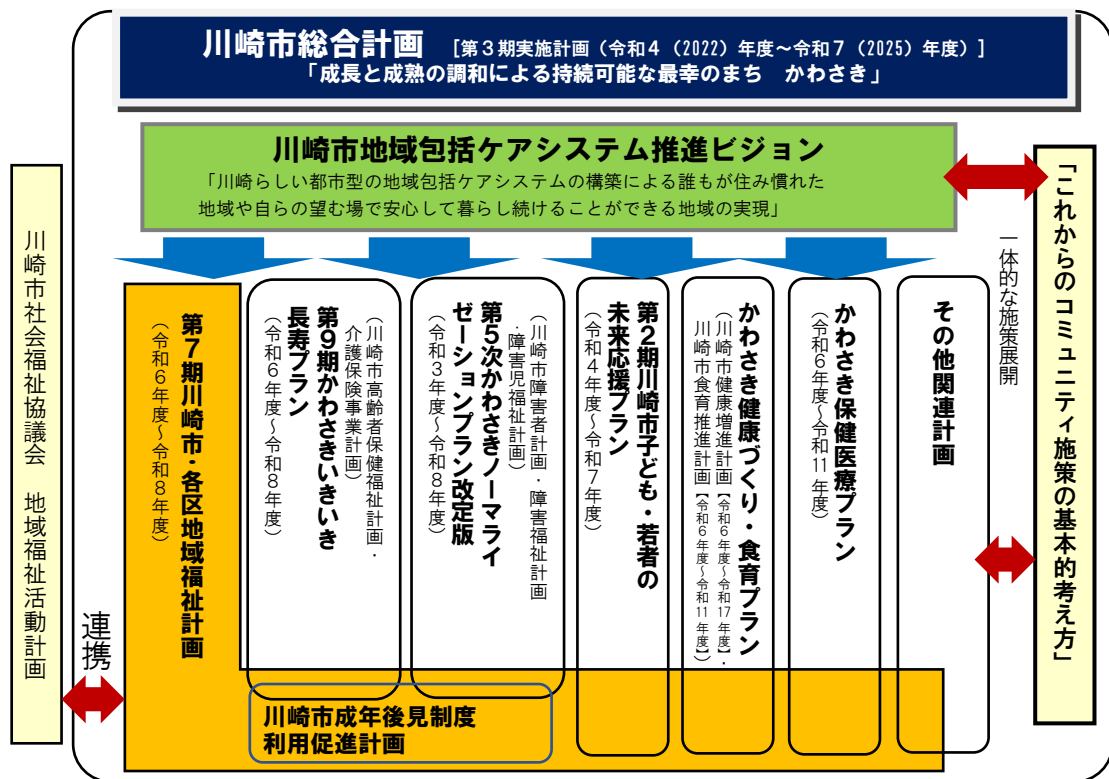 川崎市総合計画 [第3期実施計画(令和4(2022)年度~令和7(2025)年度)]
「成長と成熟の調和による持続可能な最幸のまち　かわさき」
川崎市地域包括ケアシステム推進ビジョン
「川崎らしい都市型の地域包括ケアシステムの構築による誰もが住み慣れた
地域や自らの望む場で安心して暮らし続けることができる地域の実現」
川崎市社会福祉協議会　地域福祉活動計画
連携
第7期川崎市・各区地域福祉計画
(令和6年度~令和8年度)
(川崎市高齢者保健福祉計画・
介護保険事業計画)
第9期かわさきいきいき
長寿プラン
(令和6年度~令和8年度)
(川崎市障害者計画・障害福祉計画
・障害児福祉計画)
第5次かわさきノーマライ
ゼーションプラン改定版
(令和3年度~令和8年度)
第2期川崎市子ども・若者の
未来応援プラン
(令和4年度~令和7年度)
かわさき健康づくり・食育プラン
(川崎市健康増進計画【令和6年度~令和17年度】・
川崎市食育推進計画【令和6年度~令和11年度】)
かわさき保健医療プラン
(令和6年度~令和11年度)
その他関連計画
一体的な施策展開
「これからのコミュニティ施策の基本的考え方」
川崎市成年後見制度
利用促進計画